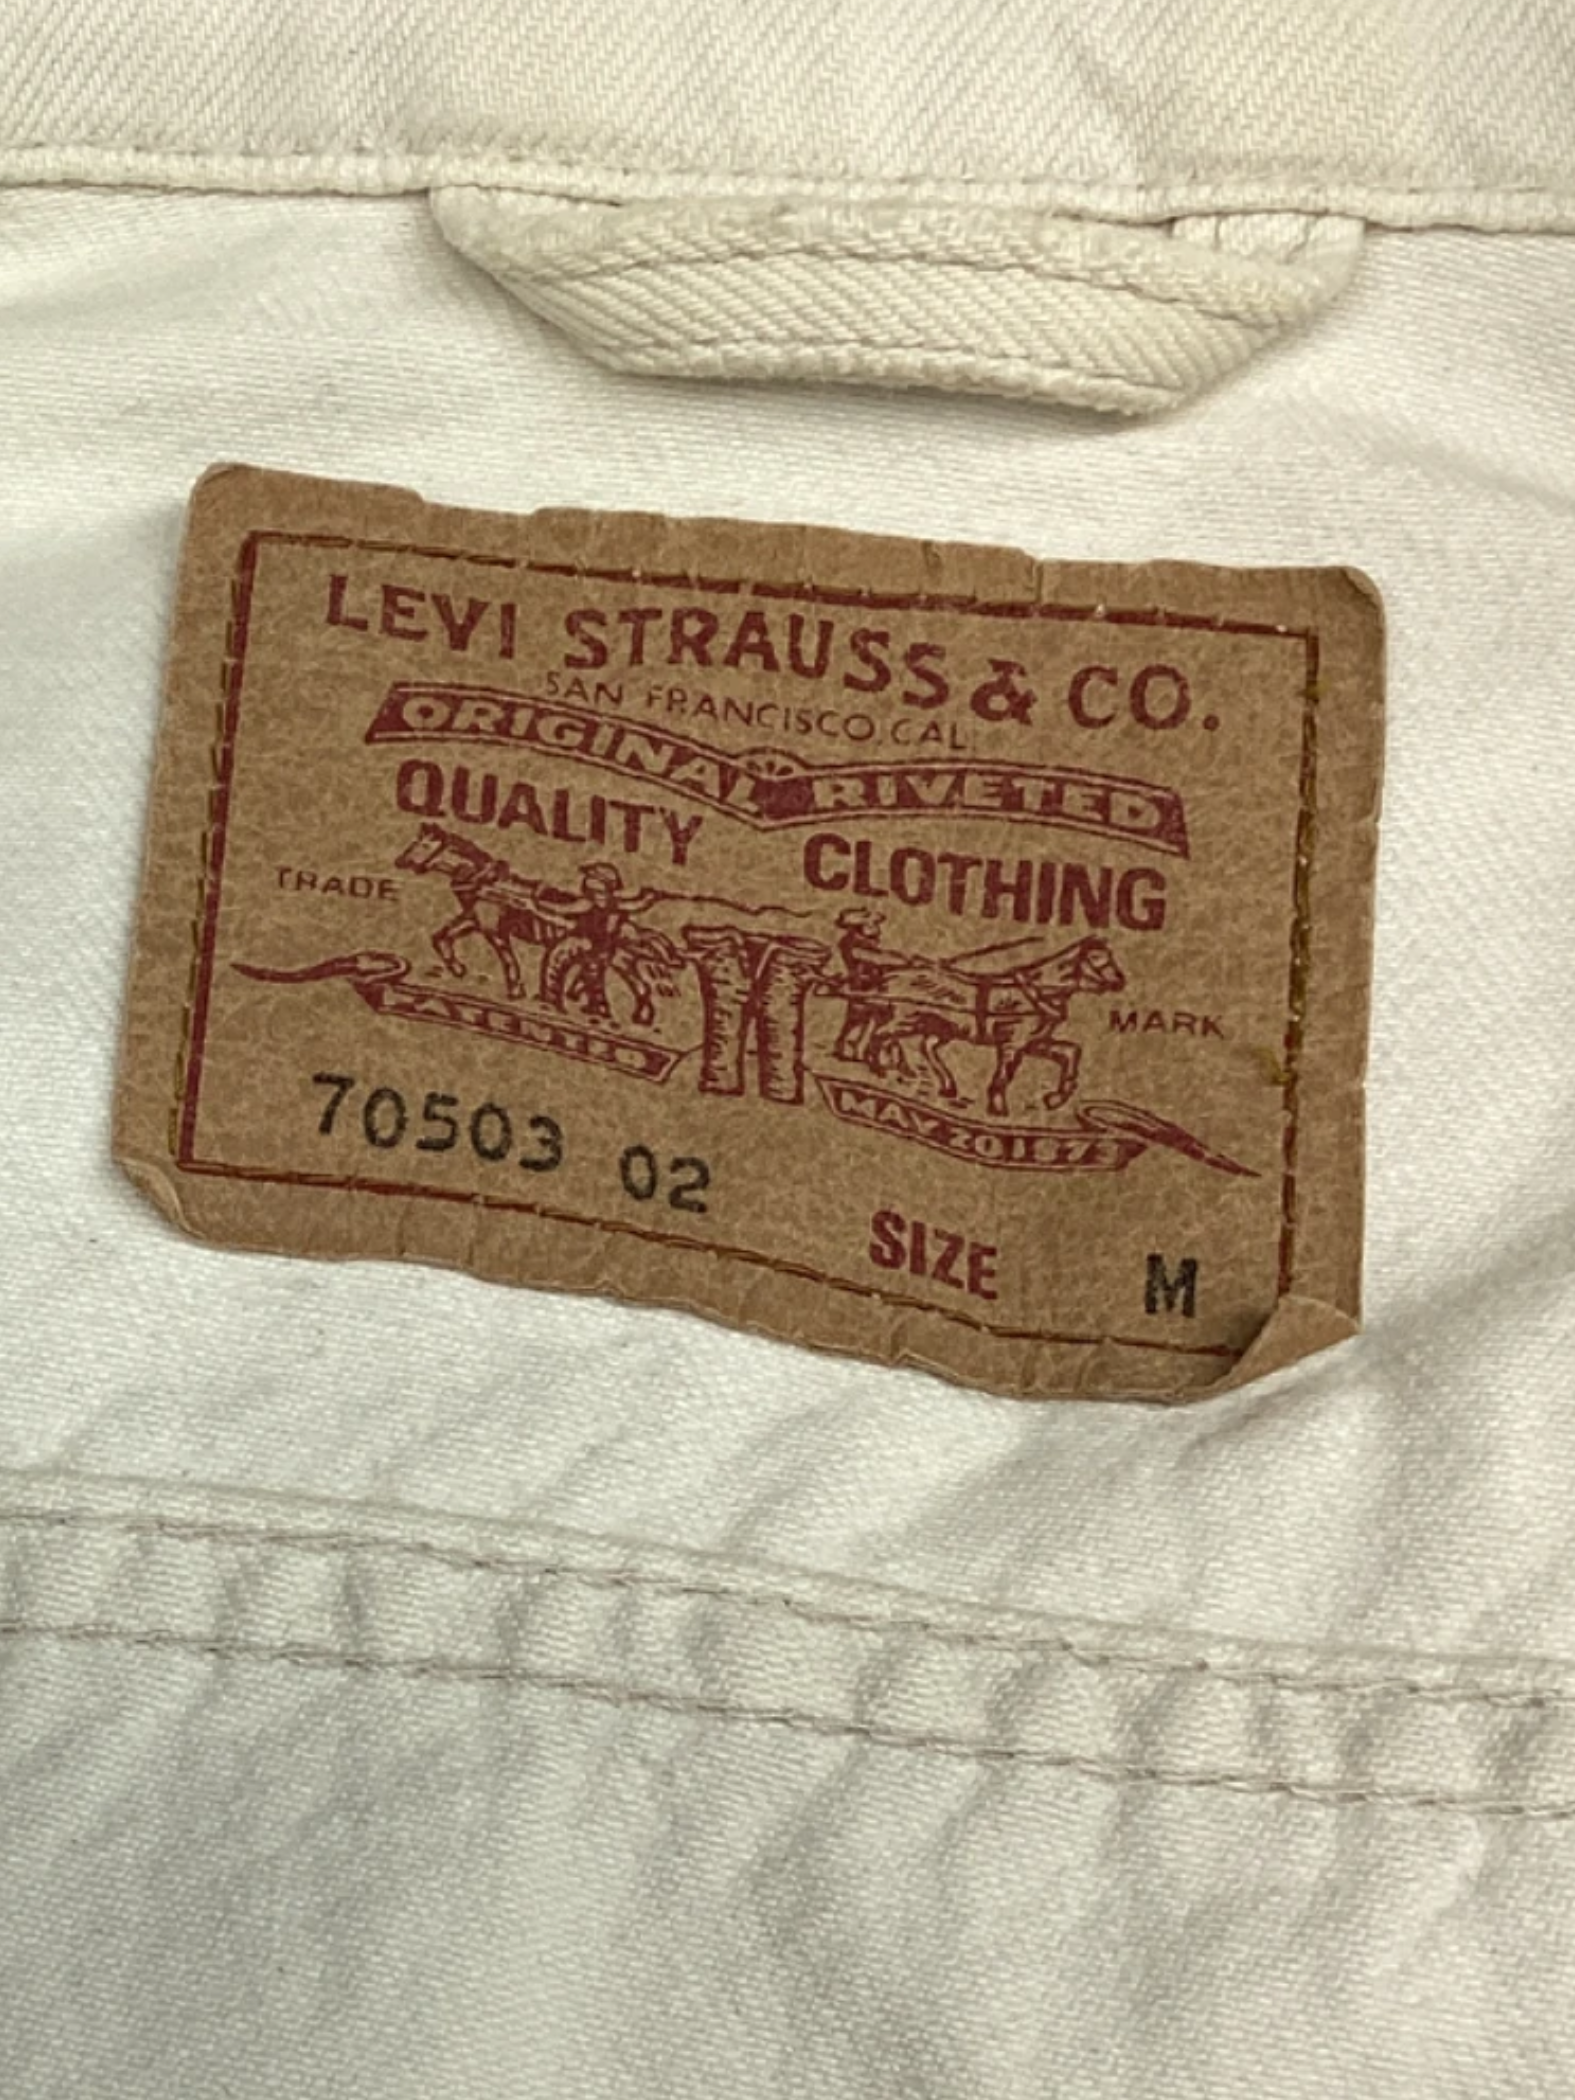 LEVI STRAUSS & CO.
SAN FRANCISCO, CAL.
ORIGINAL RIVETED
QUALITY CLOTHING
TRADE MARK
PATENTED MAY 20 1873
70503 02
SIZE M